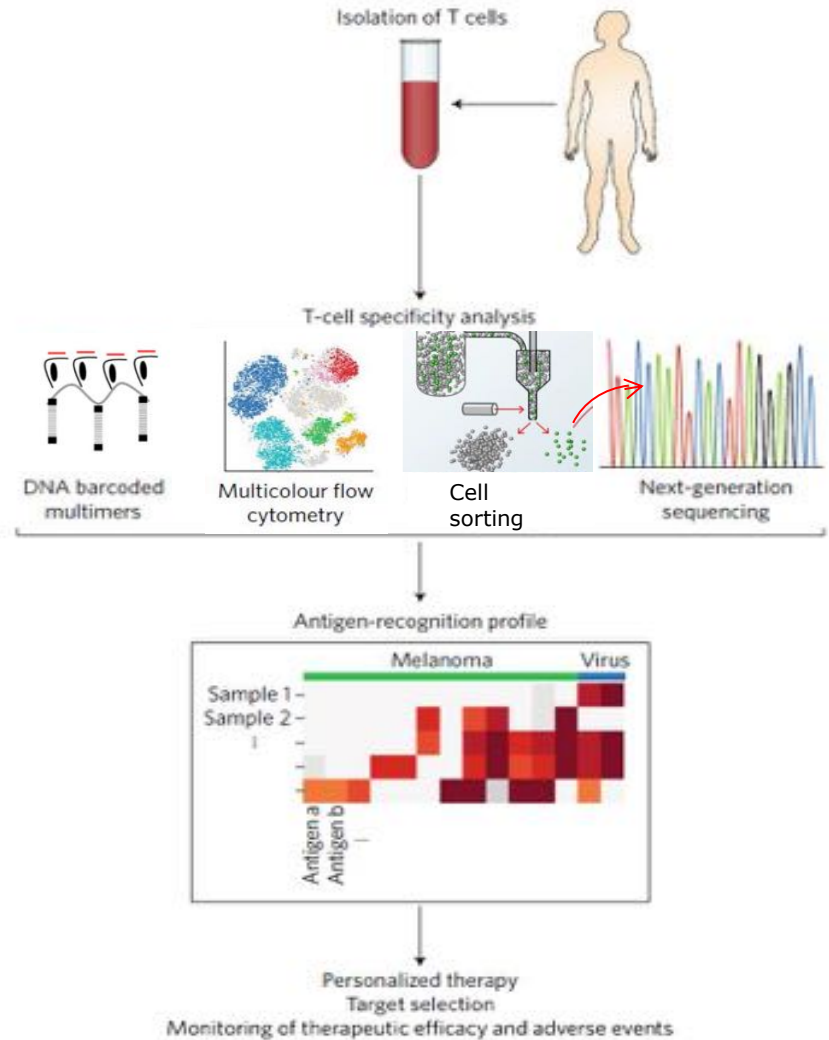 Isolation of T cells
T-cell specificity analysis
DNA barcoded
multimers
Multicolour flow
cytometry
Cell
sorting
Next-generation
sequencing
Antigen-recognition profile
Melanoma
Virus
Sample 1
Sample 2
Antigen a
Antigen b
Personalized therapy
Target selection
Monitoring of therapeutic efficacy and adverse events